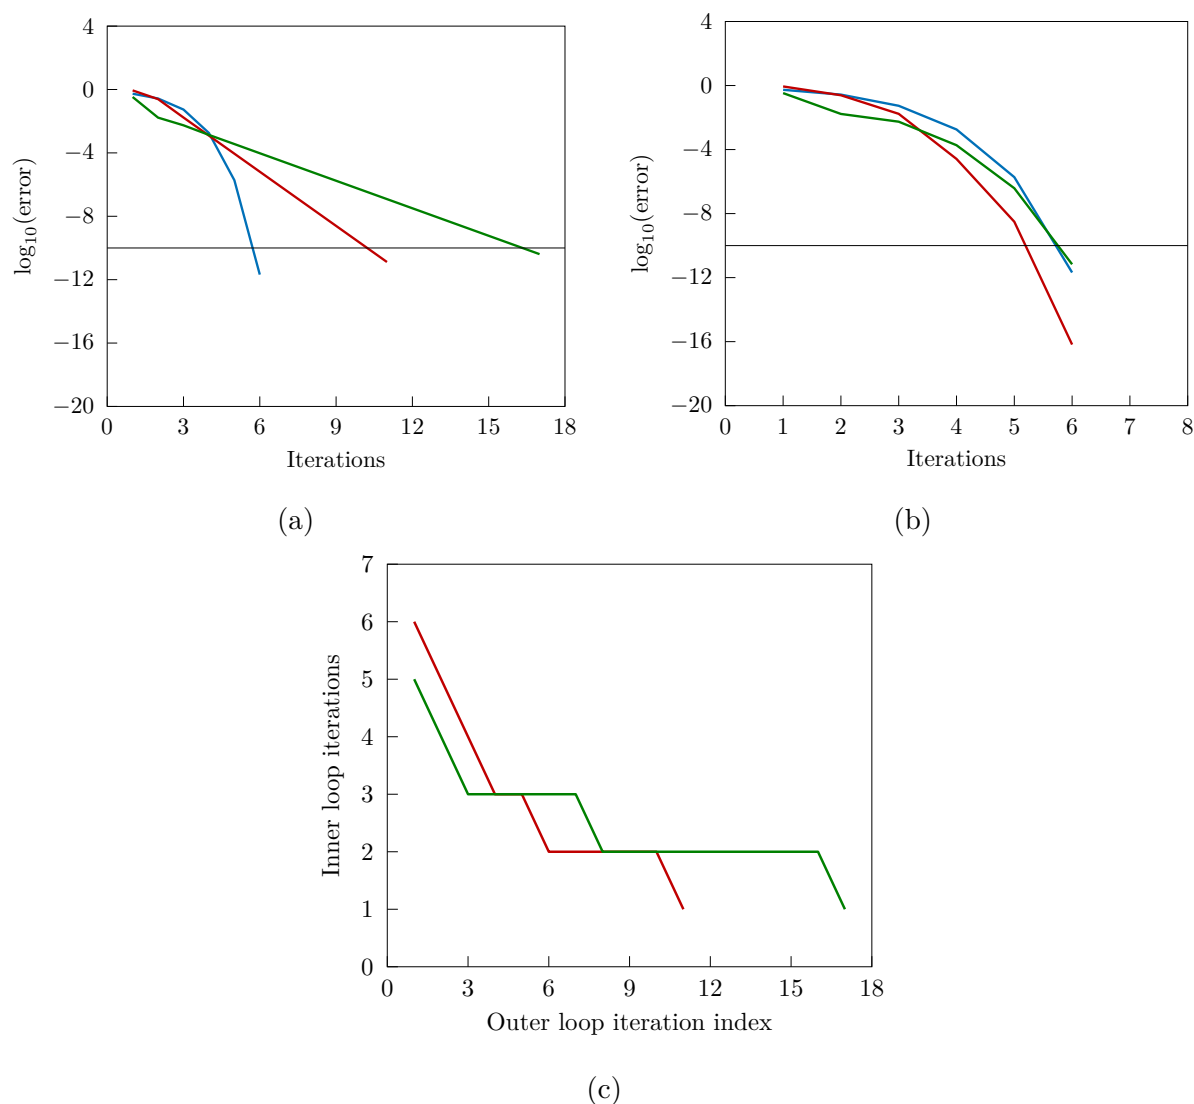 4
0
−4
−8
−12
−16
−20
log10(error)
0 3 6 9 12 15 18
Iterations
(a)
4
0
−4
−8
−12
−16
−20
log10(error)
0 1 2 3 4 5 6 7 8
Iterations
(b)
7
6
5
4
3
2
1
0
Inner loop iterations
0 3 6 9 12 15 18
Outer loop iteration index
(c)